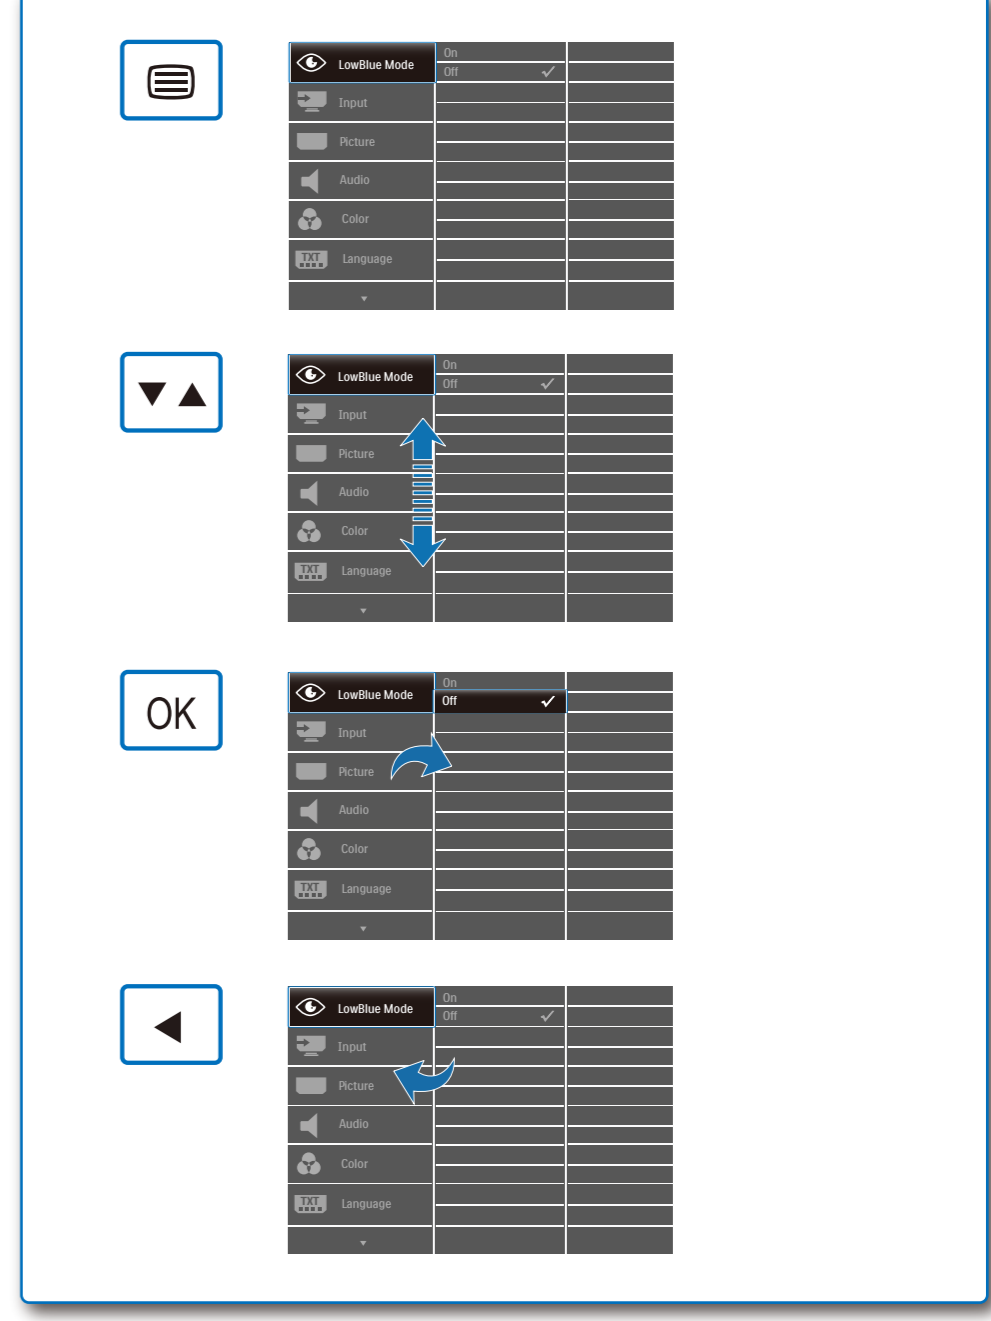 On
LowBlue Mode
Off
Input
Picture
Audio
Color
TXT
Language
On
LowBlue Mode
Off
Input
Picture
Audio
Color
TXT
Language
OK
On
LowBlue Mode
Off
Input
Picture
Audio
Color
TXT
Language
On
LowBlue Mode
Off
Input
Picture
Audio
Color
TXT
Language